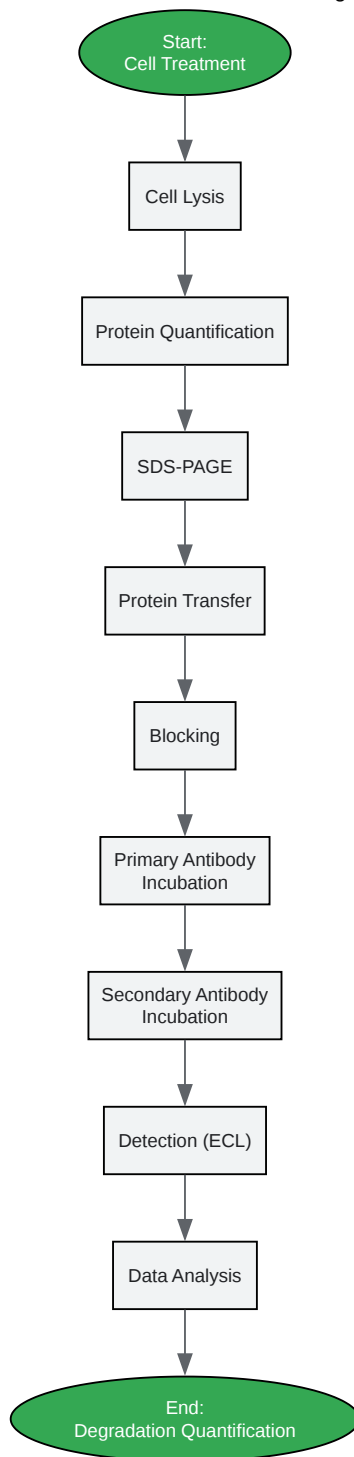 Start:
Cell Treatment
Cell Lysis
Protein Quantification
SDS-PAGE
Protein Transfer
Blocking
Primary Antibody
Incubation
Secondary Antibody
Incubation
Detection (ECL)
Data Analysis
End:
Degradation Quantification